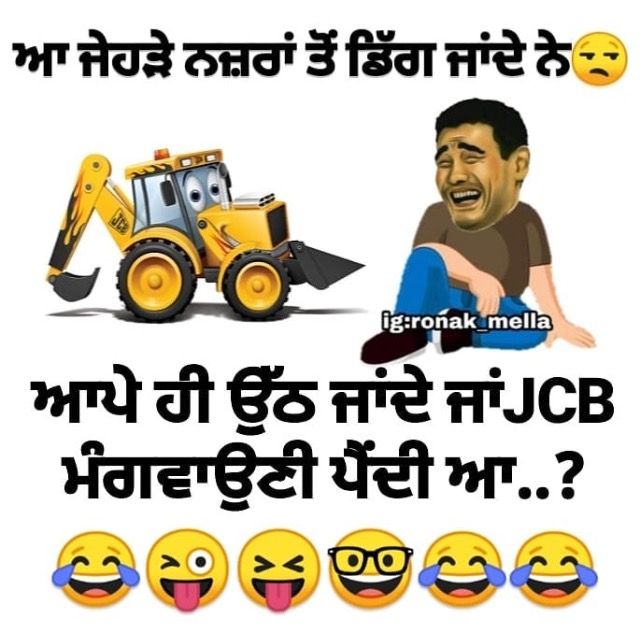 ਆ ਜੇਹੜੇ ਨਜ਼ਰਾਂ ਤੋਂ ਡਿੱਗ ਜਾਂਦੇ ਨੇ😒
JCB
ig:ronak_mella
ਆਪੇ ਹੀ ਉੱਠ ਜਾਂਦੇ ਜਾਂJCB
ਮੰਗਵਾਉਣੀ ਪੈਂਦੀ ਆ..?
😂😜😝🤓😂😂